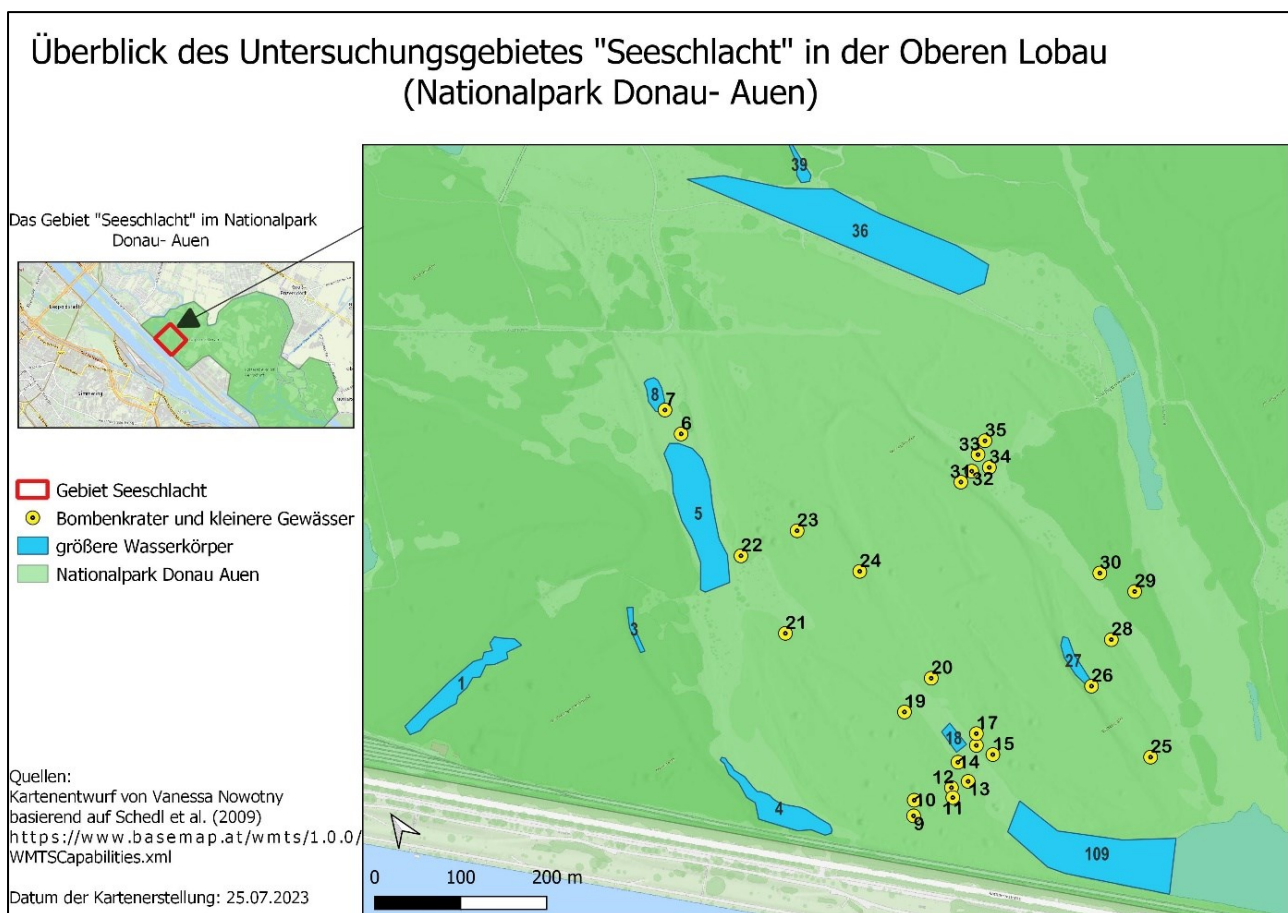 Überblick des Untersuchungsgebietes "Seeschlacht" in der Oberen Lobau
(Nationalpark Donau- Auen)
Das Gebiet "Seeschlacht" im Nationalpark
Donau- Auen
Gebiet Seeschlacht
Bombenkrater und kleinere Gewässer
größere Wasserkörper
Nationalpark Donau Auen
Quellen:
Kartenentwurf von Vanessa Nowotny
basierend auf Schedl et al. (2009)
https://www.basemap.at/wmts/1.0.0/
WMTSCapabilities.xml
Datum der Kartenerstellung: 25.07.2023
39
36
8
7
6
35
33
34
31
32
5
23
22
24
30
29
21
28
3
27
26
1
20
19
17
18
15
14
25
12
13
10
11
9
4
109
0 100 200 m